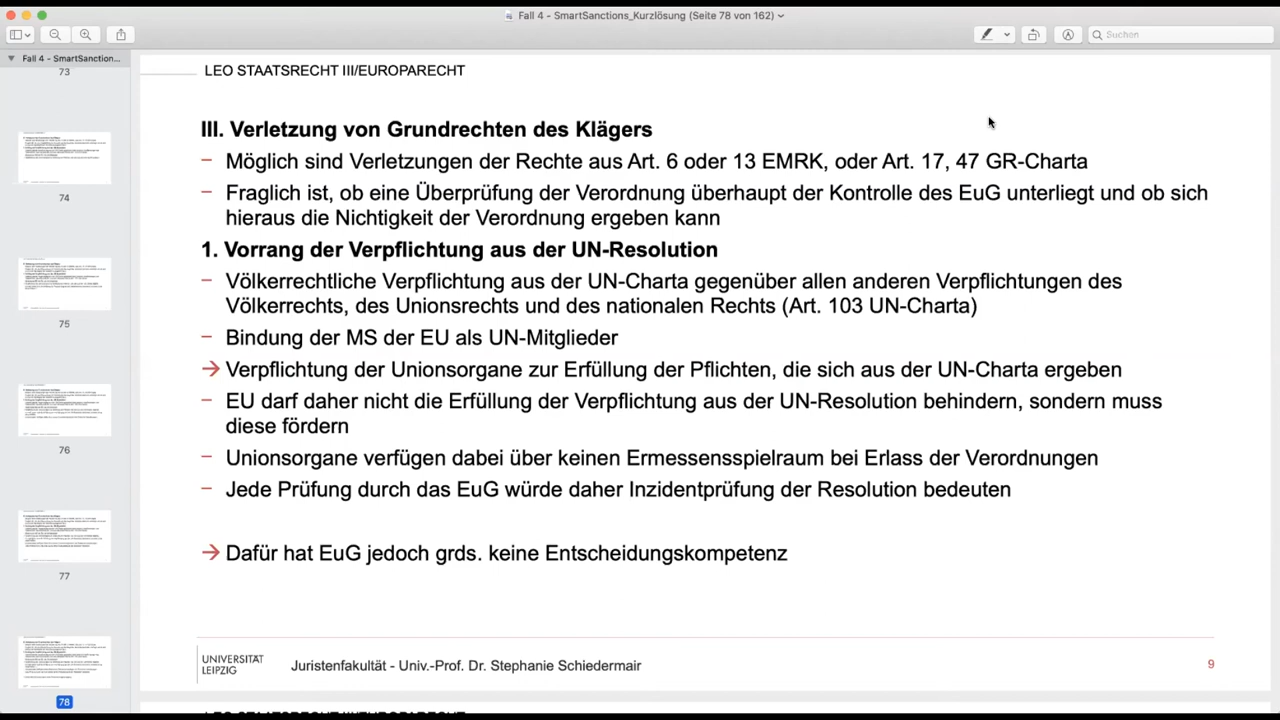 Fall 4 - SmartSanctions_Kurzlösung (Seite 78 von 162)
Suchen
Fall 4 - SmartSanction...
73
74
75
76
77
78
LEO STAATSRECHT III/EUROPARECHT
III. Verletzung von Grundrechten des Klägers
– Möglich sind Verletzungen der Rechte aus Art. 6 oder 13 EMRK, oder Art. 17, 47 GR-Charta
– Fraglich ist, ob eine Überprüfung der Verordnung überhaupt der Kontrolle des EuG unterliegt und ob sich
hieraus die Nichtigkeit der Verordnung ergeben kann
1. Vorrang der Verpflichtung aus der UN-Resolution
– Völkerrechtliche Verpflichtung aus der UN-Charta gegenüber allen anderen Verpflichtungen des
Völkerrechts, des Unionsrechts und des nationalen Rechts (Art. 103 UN-Charta)
– Bindung der MS der EU als UN-Mitglieder
→ Verpflichtung der Unionsorgane zur Erfüllung der Pflichten, die sich aus der UN-Charta ergeben
– EU darf daher nicht die Erfüllung der Verpflichtung aus der UN-Resolution behindern, sondern muss
diese fördern
– Unionsorgane verfügen dabei über keinen Ermessensspielraum bei Erlass der Verordnungen
– Jede Prüfung durch das EuG würde daher Inzidentprüfung der Resolution bedeuten
→ Dafür hat EuG jedoch grds. keine Entscheidungskompetenz
UNIVERSITÄT
LEIPZIG
Juristenfakultät - Univ.-Prof. Dr. Stephanie Schiedermair
9
LEO STAATSRECHT III/EUROPARECHT